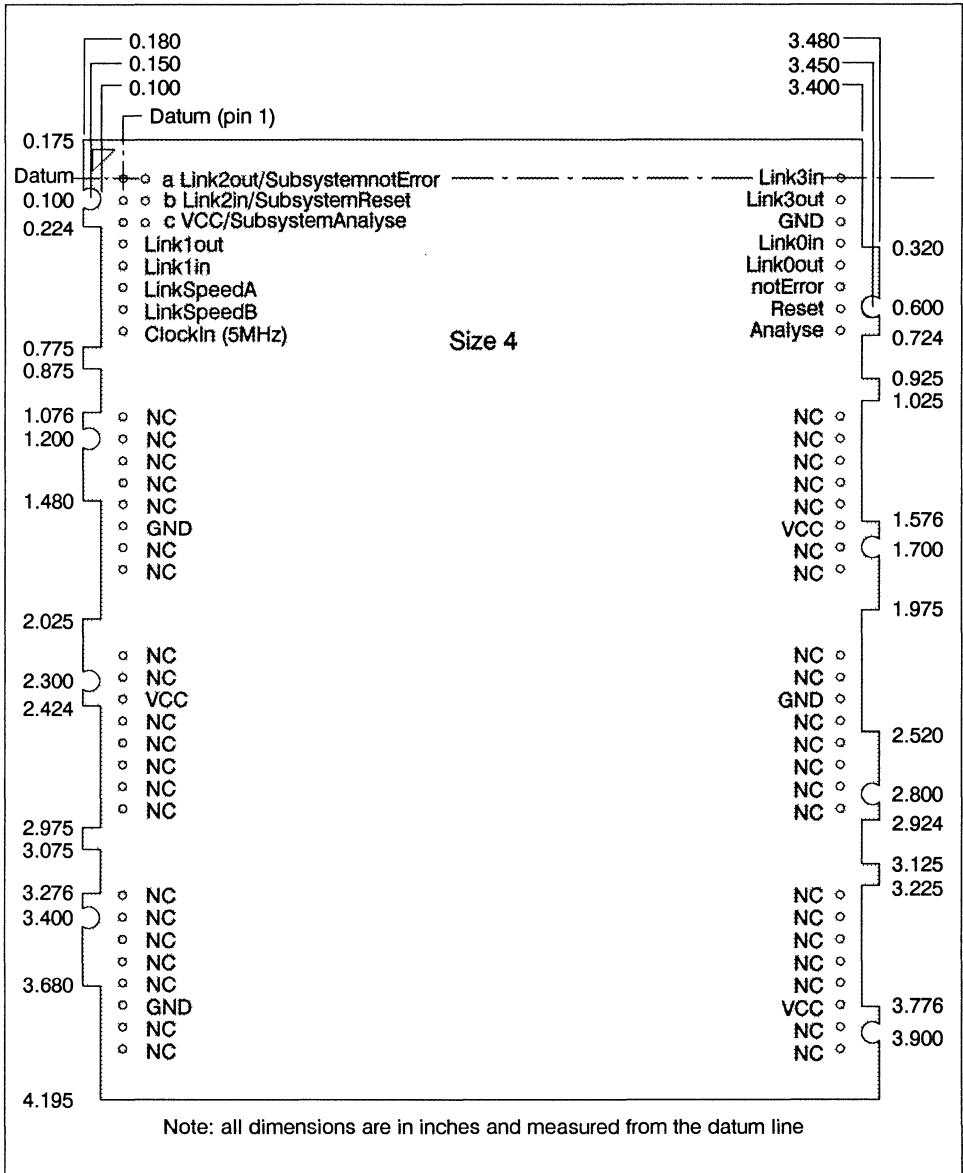 0.180 3.480
0.150 3.450
0.100 3.400
Datum (pin 1)
0.175
Datum a Link2out/SubsystemnotError Link3in
0.100 b Link2in/SubsystemReset Link3out
0.224 c VCC/SubsystemAnalyse GND
Link1out Link0in 0.320
Link1in Link0out
LinkSpeedA notError
LinkSpeedB Reset 0.600
ClockIn (5MHz) Size 4 Analyse 0.724
0.775
0.875 0.925
1.025
1.076 NC NC
1.200 NC NC
NC NC
NC NC
1.480 NC NC
GND VCC 1.576
NC NC 1.700
NC NC
1.975
2.025
NC NC
2.300 NC NC
2.424 VCC GND
NC NC 2.520
NC NC
NC NC
NC NC 2.800
NC NC 2.924
2.975
3.075 3.125
3.276 NC NC 3.225
3.400 NC NC
NC NC
NC NC
3.680 NC NC
GND VCC 3.776
NC NC 3.900
NC NC
4.195
Note: all dimensions are in inches and measured from the datum line